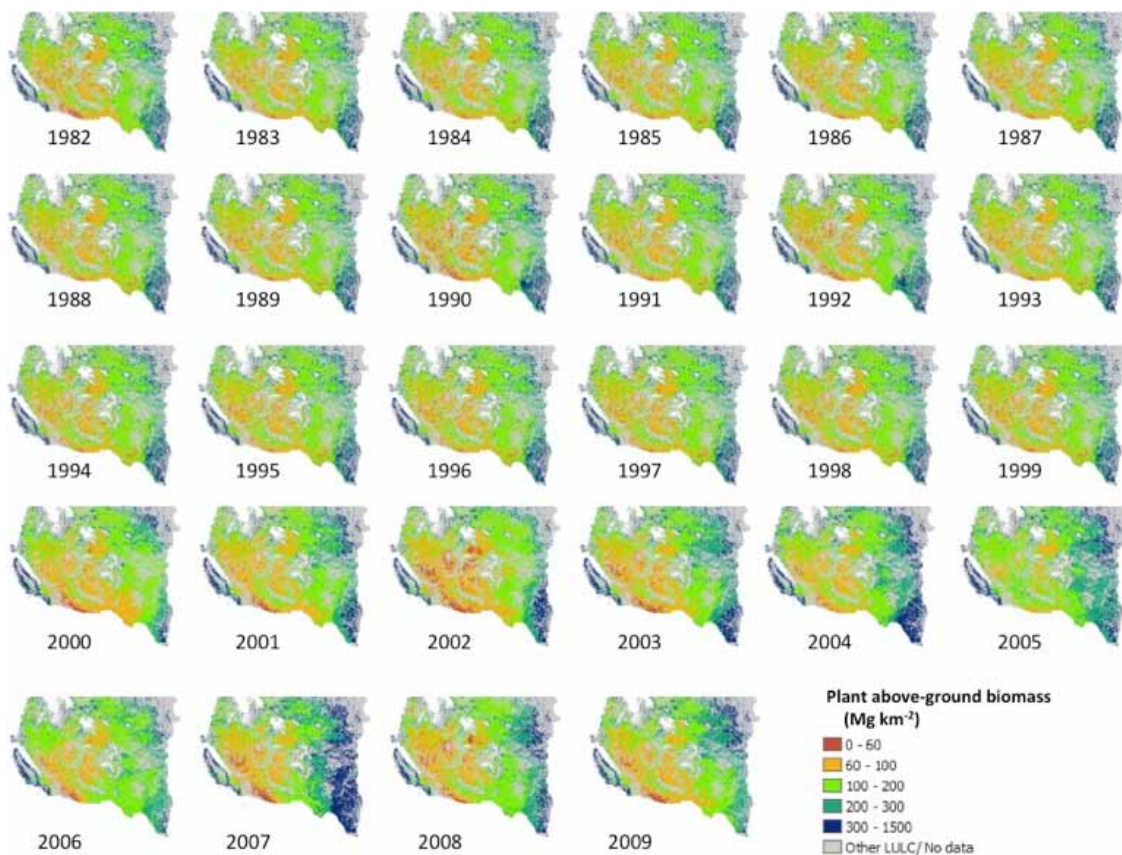 1982 1983 1984 1985 1986 1987
1988 1989 1990 1991 1992 1993
1994 1995 1996 1997 1998 1999
2000 2001 2002 2003 2004 2005
Plant above-ground biomass
(Mg km⁻²)
0 - 60
60 - 100
100 - 200
200 - 300
300 - 1500
Other LULC/ No data
2006 2007 2008 2009